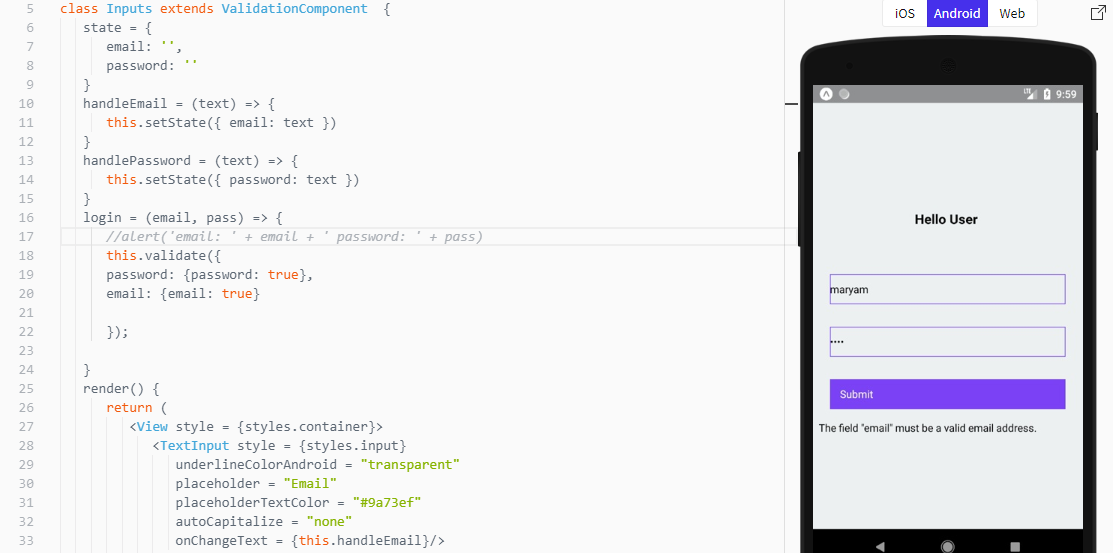 5 class Inputs extends ValidationComponent  {
6 state = {
7 email: '',
8 password: ''
9 }
10 handleEmail = (text) => {
11 this.setState({ email: text })
12 }
13 handlePassword = (text) => {
14 this.setState({ password: text })
15 }
16 login = (email, pass) => {
17 //alert('email: ' + email + ' password: ' + pass)
18 this.validate({
19 password: {password: true},
20 email: {email: true}
21
22 });
23
24 }
25 render() {
26 return (
27 <View style = {styles.container}>
28 <TextInput style = {styles.input}
29 underlineColorAndroid = "transparent"
30 placeholder = "Email"
31 placeholderTextColor = "#9a73ef"
32 autoCapitalize = "none"
33 onChangeText = {this.handleEmail}/>
iOS Android Web
LTE 9:59
Hello User
maryam
••••
Submit
The field "email" must be a valid email address.